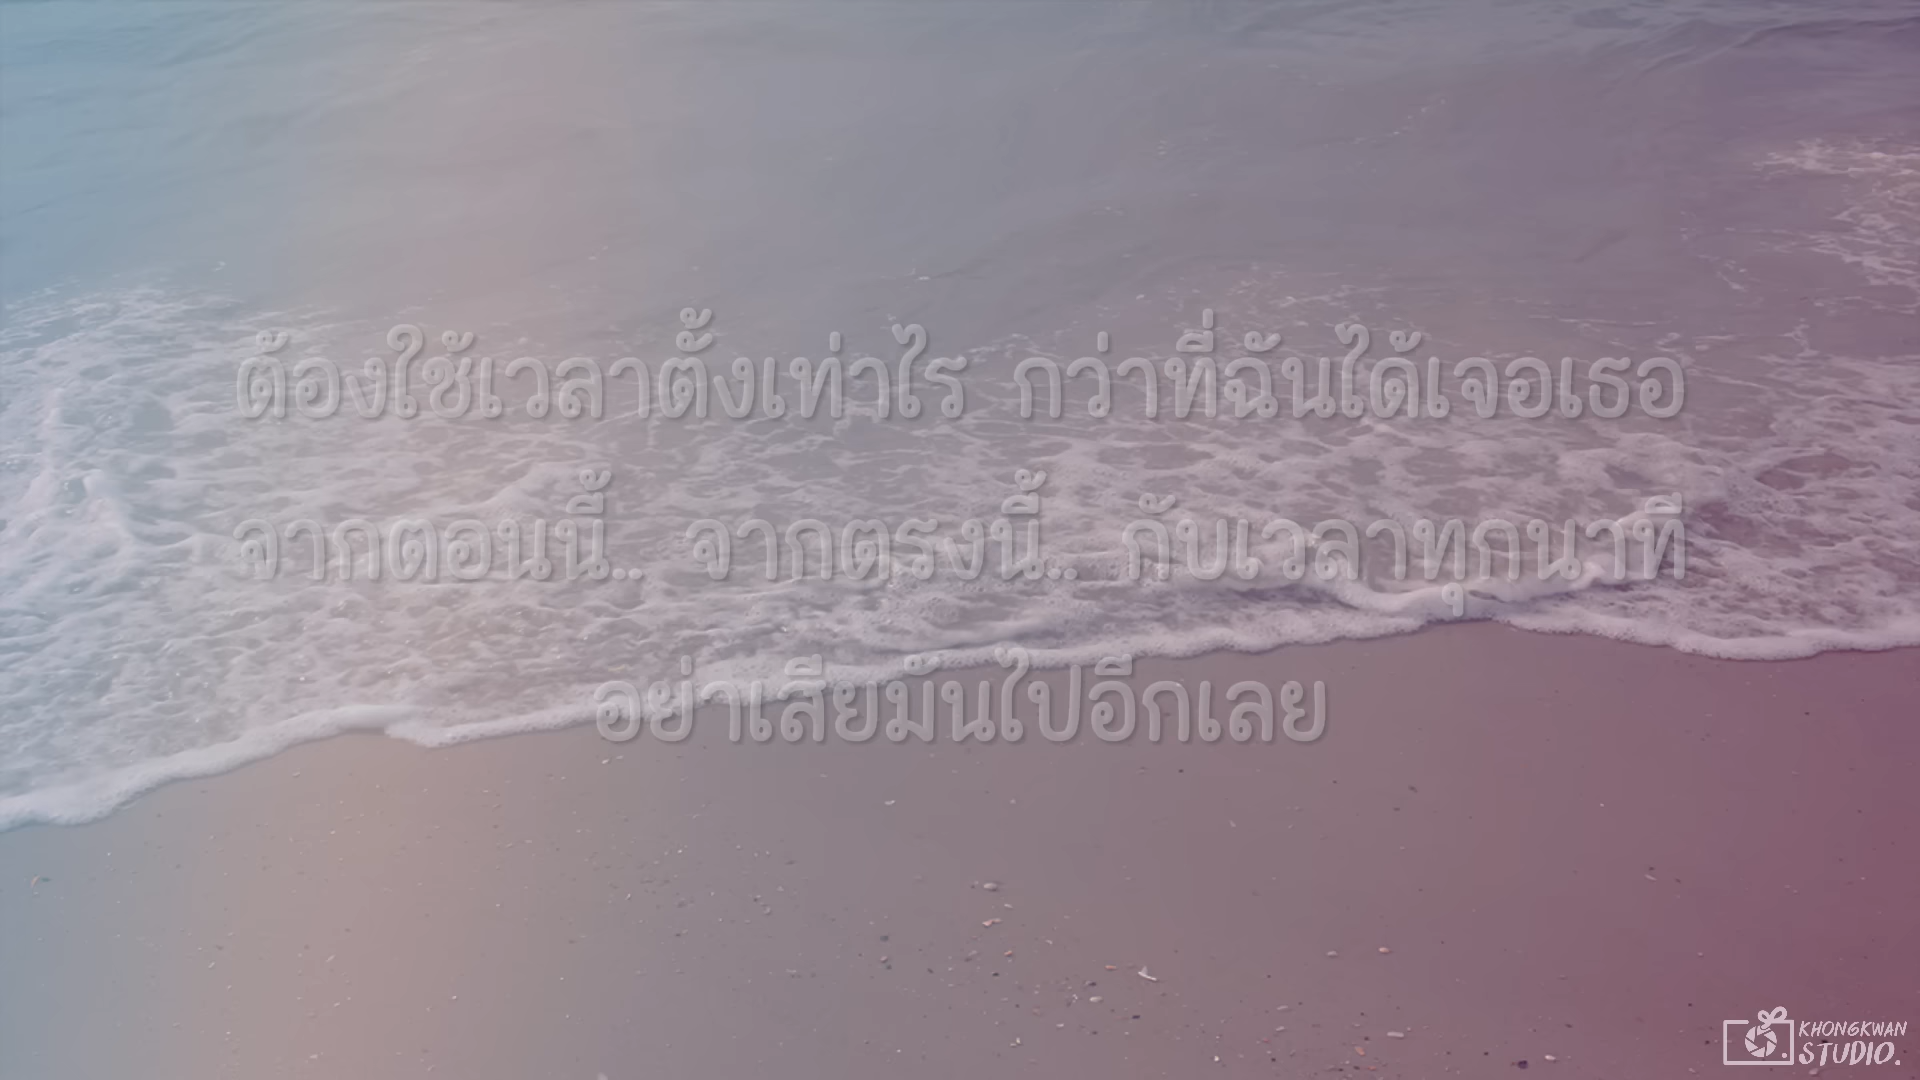 ต้องใช้เวลาตั้งเท่าไร กว่าที่ฉันได้เจอเธอ
จากตอนนี้.. จากตรงนี้.. กับเวลาทุกนาที
อย่าเสียมันไปอีกเลย
KHONGKWAN
STUDIO.